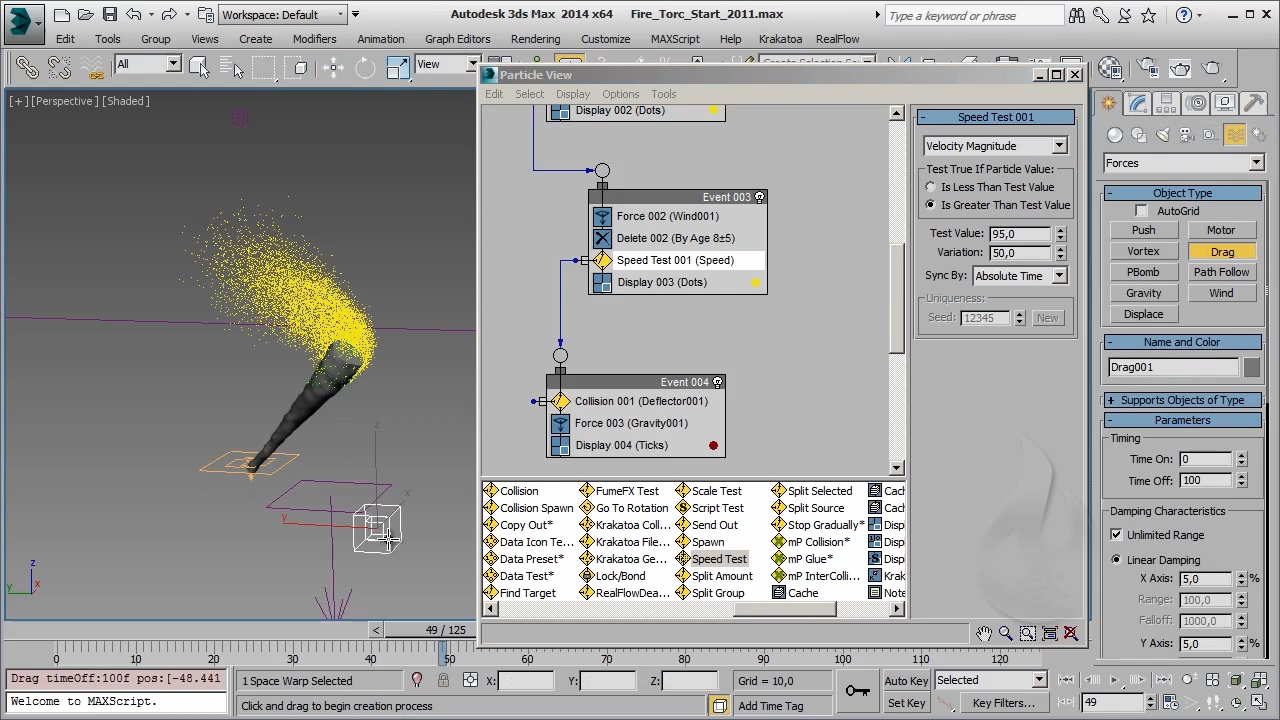 Workspace: Default
Autodesk 3ds Max 2014 x64 Fire_Torc_Start_2011.max
Type a keyword or phrase
Edit Tools Group Views Create Modifiers Animation Graph Editors Rendering Customize MAXScript Help Krakatoa RealFlow
All
View
Particle View
Edit Select Display Options Tools
[+][Perspective][Shaded]
Display 002 (Dots)
Event 003
Force 002 (Wind001)
Delete 002 (By Age 8±5)
Speed Test 001 (Speed)
Display 003 (Dots)
Event 004
Collision 001 (Deflector001)
Force 003 (Gravity001)
Display 004 (Ticks)
Speed Test 001
Velocity Magnitude
Test True If Particle Value:
Is Less Than Test Value
Is Greater Than Test Value
Test Value: 95,0
Variation: 50,0
Sync By: Absolute Time
Uniqueness:
Seed: 12345 New
Collision FumeFX Test Scale Test Split Selected Cach
Collision Spawn Go To Rotation Script Test Split Source Cach
Copy Out* Krakatoa Coll... Send Out Stop Gradually* Disp
Data Icon Te... Krakatoa File... Spawn mP Collision* Disp
Data Preset* Krakatoa Ge... Speed Test mP Glue* Disp
Data Test* Lock/Bond Split Amount mP InterColli... Krak
Find Target RealFlowDea... Split Group Cache Note
Forces
Object Type
AutoGrid
Push Motor
Vortex Drag
PBomb Path Follow
Gravity Wind
Displace
Name and Color
Drag001
Supports Objects of Type
Parameters
Timing
Time On: 0
Time Off: 100
Damping Characteristics
Unlimited Range
Linear Damping
X Axis: 5,0 %
Range: 100,0
Falloff: 1000,0
Y Axis: 5,0 %
z
x
y
z
y
x
49 / 125
0 10 20 30 40 50 60 70 80 90 100 110 120
Drag timeOff:100f pos:[-48.441
Welcome to MAXScript.
1 Space Warp Selected
X: Y: Z:
Grid = 10,0
Click and drag to begin creation process
Add Time Tag
Auto Key Selected
Set Key Key Filters...
49